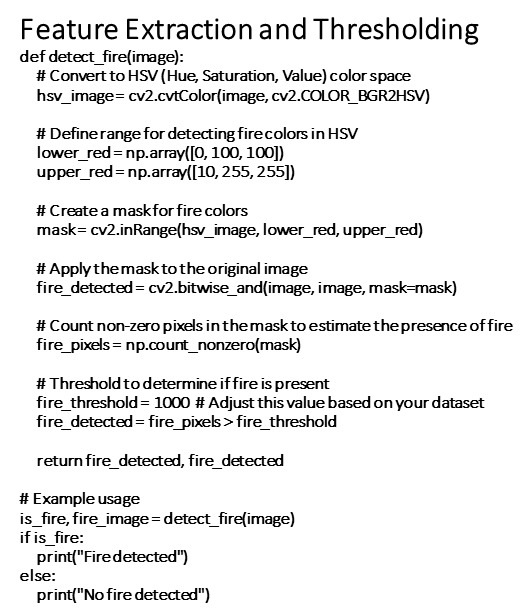 Feature Extraction and Thresholding
def detect_fire(image):
# Convert to HSV (Hue, Saturation, Value) color space
hsv_image = cv2.cvtColor(image, cv2.COLOR_BGR2HSV)
# Define range for detecting fire colors in HSV
lower_red = np.array([0, 100, 100])
upper_red = np.array([10, 255, 255])
# Create a mask for fire colors
mask = cv2.inRange(hsv_image, lower_red, upper_red)
# Apply the mask to the original image
fire_detected = cv2.bitwise_and(image, image, mask=mask)
# Count non-zero pixels in the mask to estimate the presence of fire
fire_pixels = np.count_nonzero(mask)
# Threshold to determine if fire is present
fire_threshold = 1000 # Adjust this value based on your dataset
fire_detected = fire_pixels > fire_threshold
return fire_detected, fire_detected
# Example usage
is_fire, fire_image = detect_fire(image)
if is_fire:
print("Fire detected")
else:
print("No fire detected")